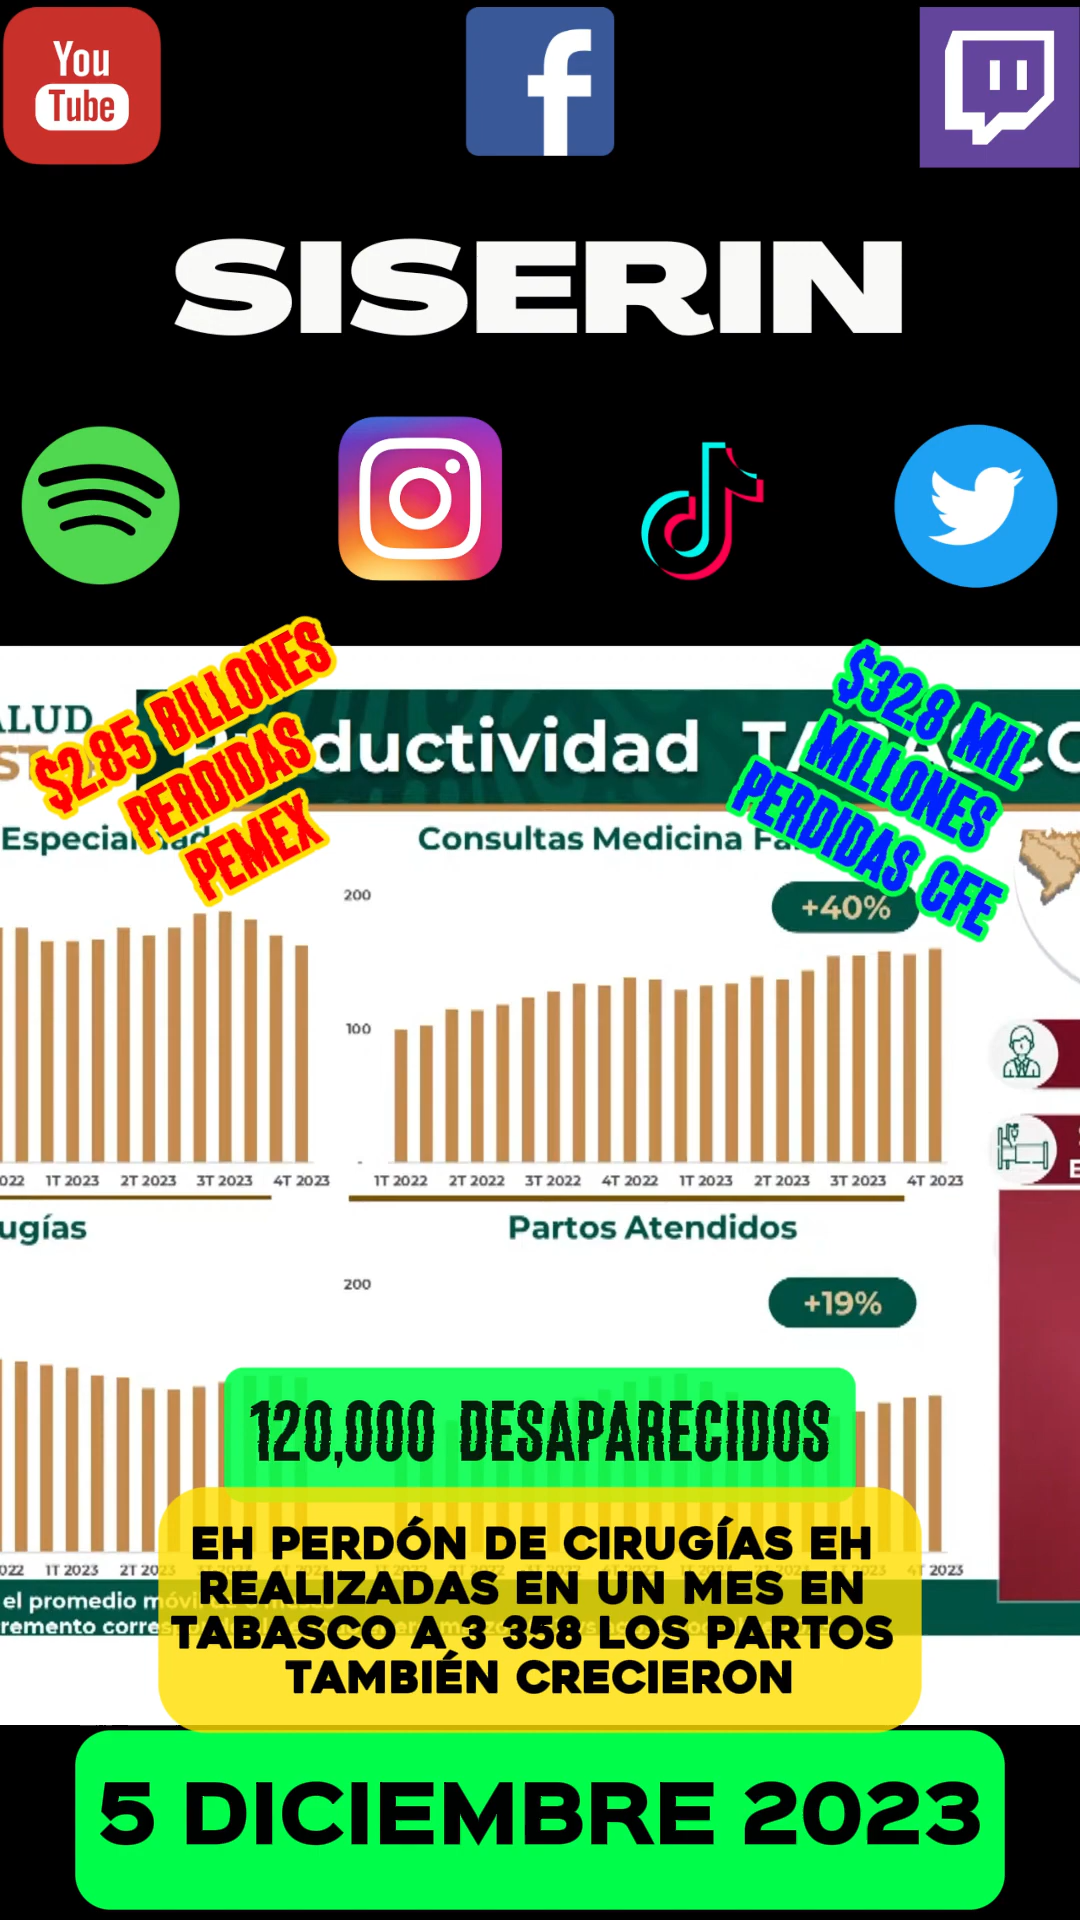 You
Tube
SISERIN
$2.85 BILLONES
PERDIDAS
PEMEX
$32.8 MIL
MILLONES
PERDIDAS CFE
ALUD
ductividad
Consultas Medicina
200
+40%
100
1T 2023 2T 2023 3T 2023 4T 2023
1T 2022 2T 2022 3T 2022 4T 2022 1T 2023 2T 2023 3T 2023 4T 2023
ugías
Partos Atendidos
200
+19%
120,000 DESAPARECIDOS
EH PERDÓN DE CIRUGÍAS EH
REALIZADAS EN UN MES EN
TABASCO A 3 358 LOS PARTOS
TAMBIÉN CRECIERON
1T 2023
4T 2023
el promedio
5 DICIEMBRE 2023